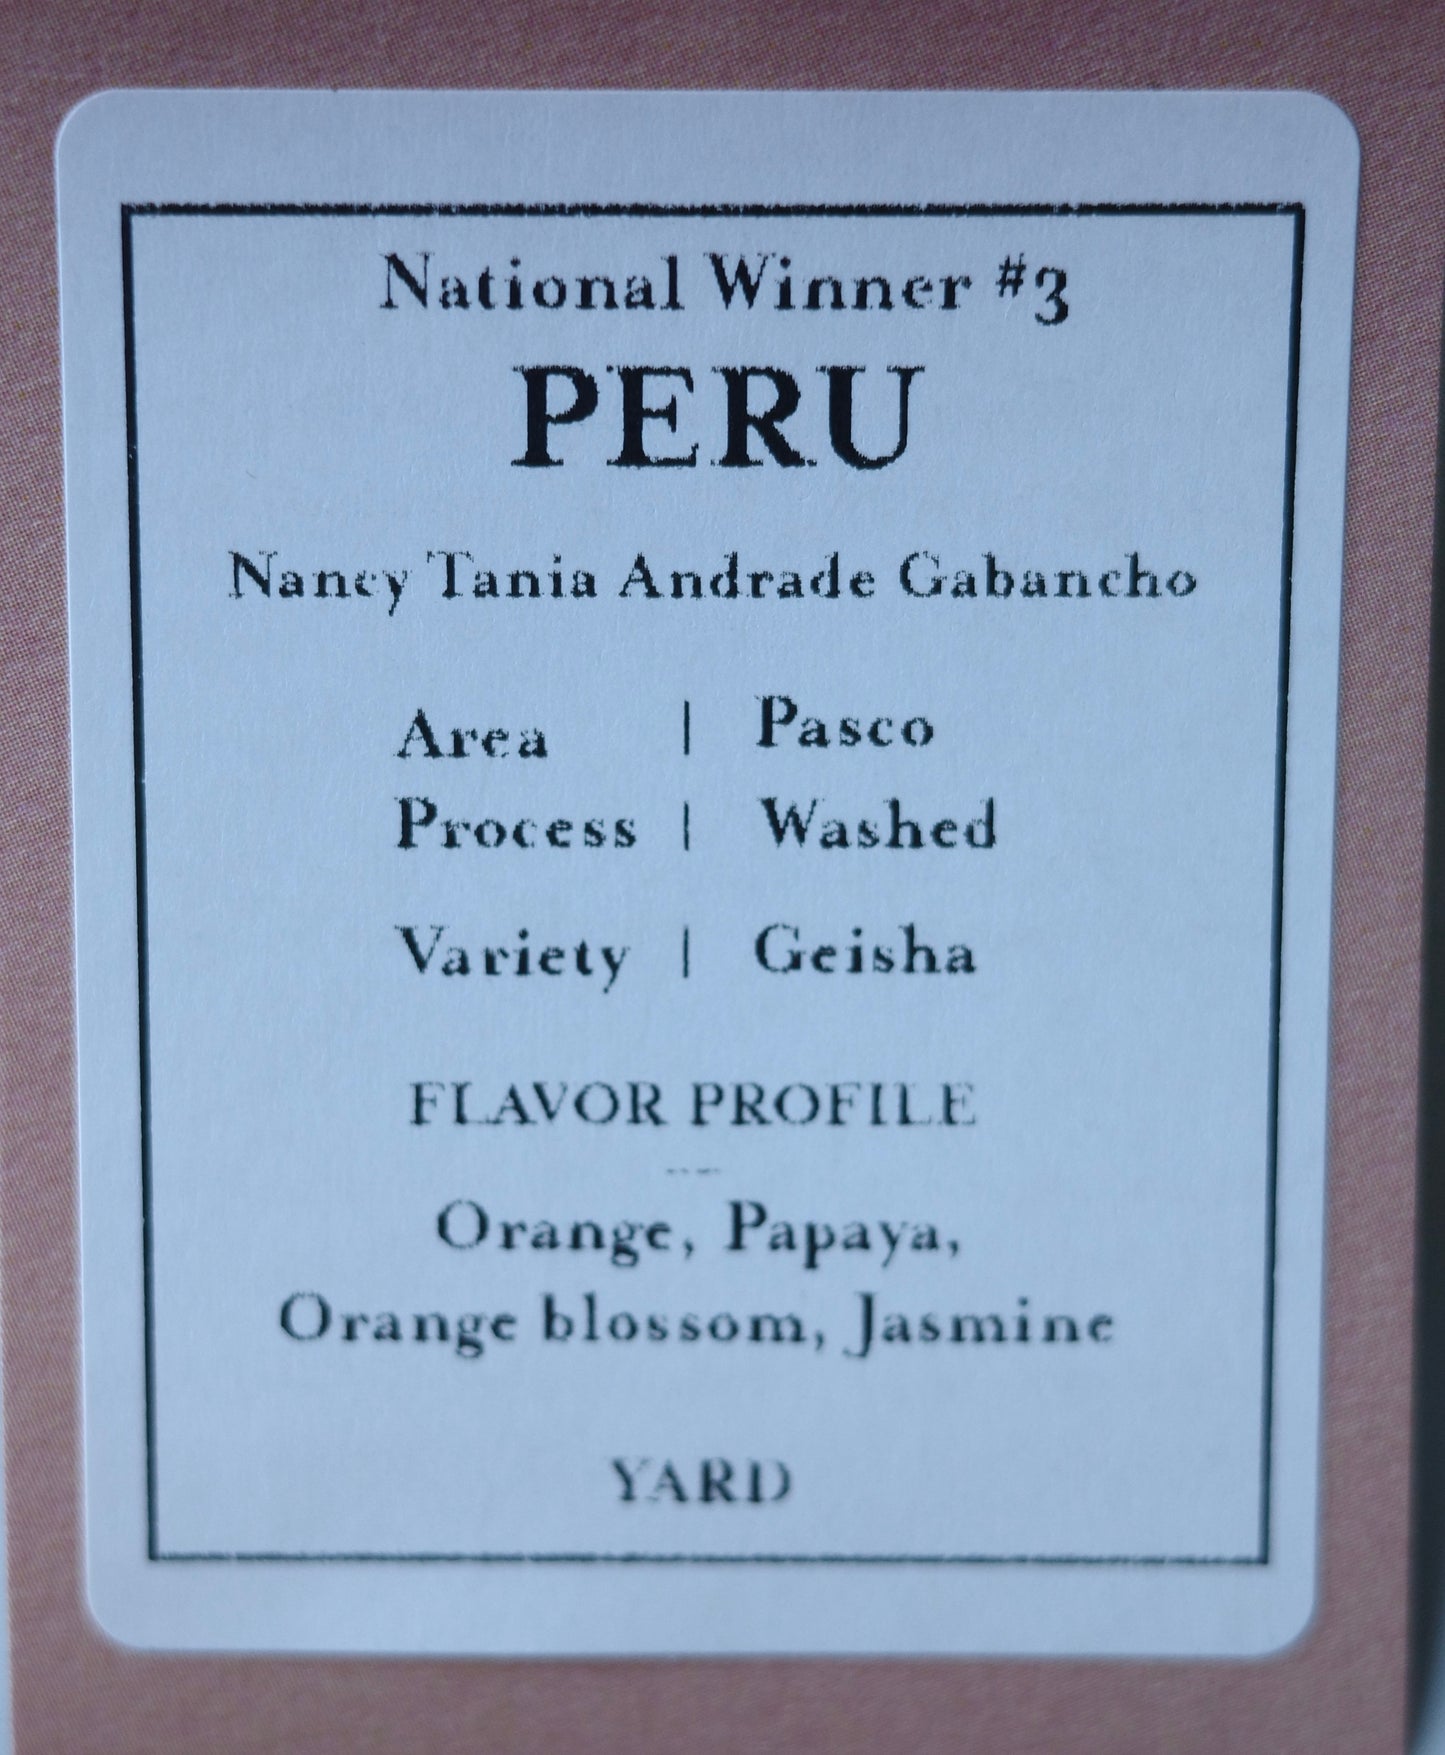 National Winner #3
PERU
Nancy Tania Andrade Gabancho
Area | Pasco
Process | Washed
Variety | Geisha
FLAVOR PROFILE
---
Orange, Papaya,
Orange blossom, Jasmine
YARD